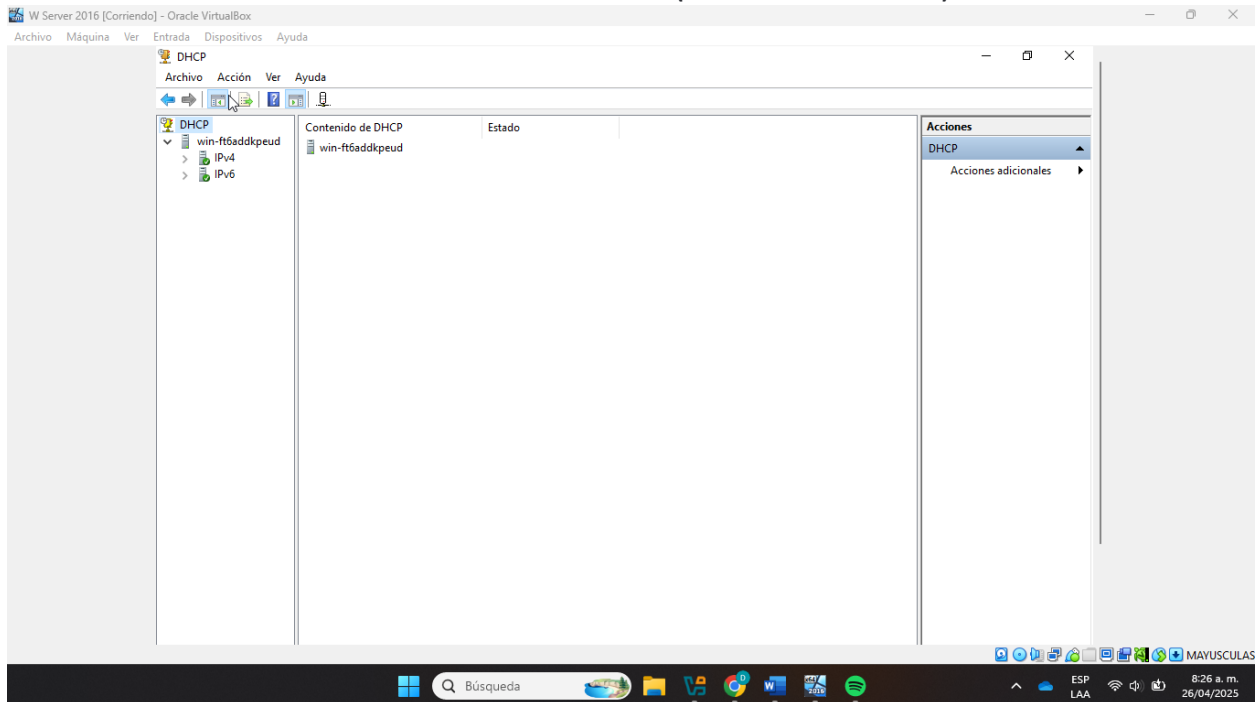 W Server 2016 [Corriendo] - Oracle VirtualBox
Archivo Máquina Ver Entrada Dispositivos Ayuda
DHCP
Archivo Acción Ver Ayuda
DHCP
win-ft6addkpeud
IPv4
IPv6
Contenido de DHCP Estado
win-ft6addkpeud
Acciones
DHCP
Acciones adicionales
MAYUSCULAS
Búsqueda
2016
ESP
LAA
8:26 a. m.
26/04/2025